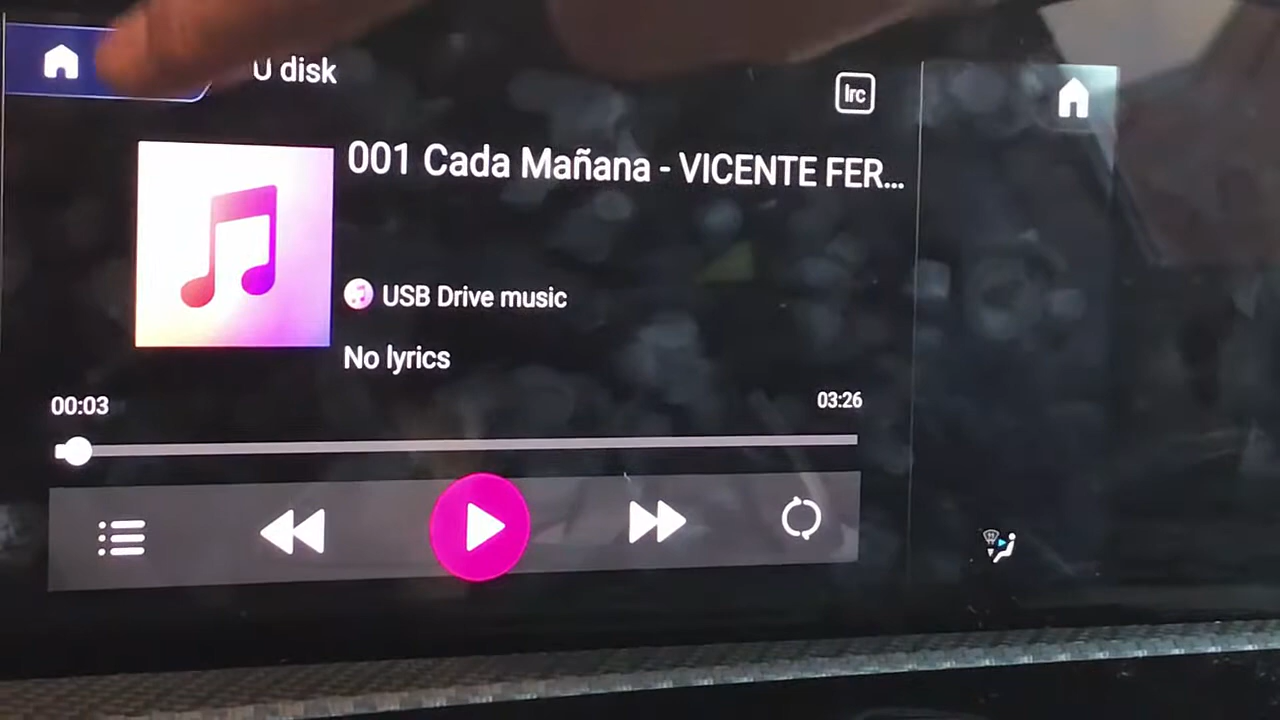 U disk
lrc
001 Cada Mañana - VICENTE FER...
USB Drive music
No lyrics
00:03
03:26